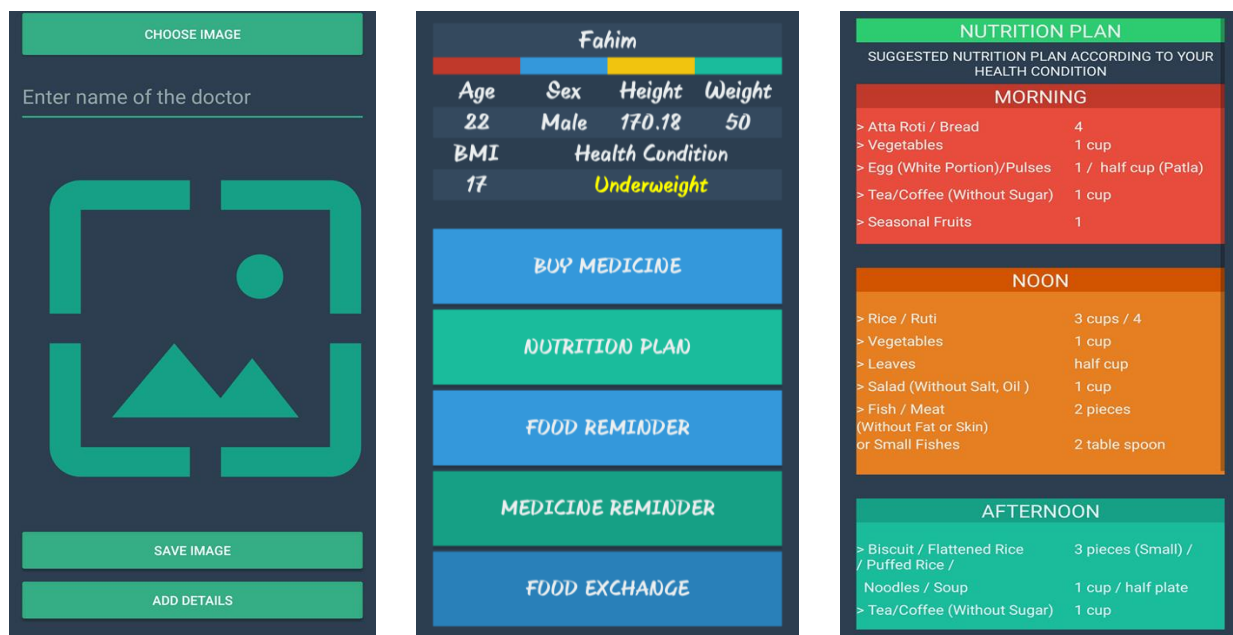 CHOOSE IMAGE
Enter name of the doctor
SAVE IMAGE
ADD DETAILS
Fahim
Age Sex Height Weight
22 Male 170.18 50
BMI Health Condition
17 Underweight
BUY MEDICINE
NUTRITION PLAN
FOOD REMINDER
MEDICINE REMINDER
FOOD EXCHANGE
NUTRITION PLAN
SUGGESTED NUTRITION PLAN ACCORDING TO YOUR
HEALTH CONDITION
MORNING
> Atta Roti / Bread 4
> Vegetables 1 cup
> Egg (White Portion)/Pulses 1 / half cup (Patla)
> Tea/Coffee (Without Sugar) 1 cup
> Seasonal Fruits 1
NOON
> Rice / Ruti 3 cups / 4
> Vegetables 1 cup
> Leaves half cup
> Salad (Without Salt, Oil ) 1 cup
> Fish / Meat 2 pieces
(Without Fat or Skin)
or Small Fishes 2 table spoon
AFTERNOON
> Biscuit / Flattened Rice 3 pieces (Small) /
/ Puffed Rice /
Noodles / Soup 1 cup / half plate
> Tea/Coffee (Without Sugar) 1 cup